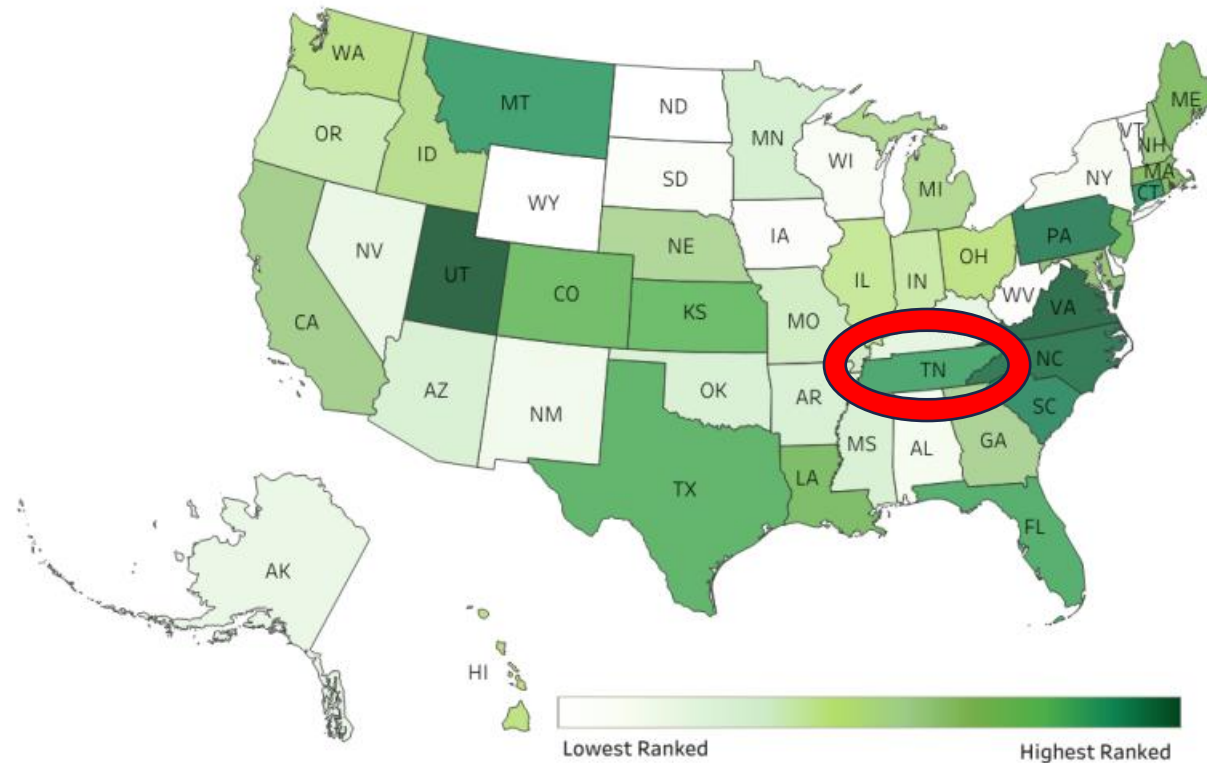 WA
MT
ND
MN
ME
OR
ID
WI
VT
NH
SD
MI
NY
MA
CT
WY
IA
PA
NE
NV
UT
IL
IN
OH
CO
WV
VA
KS
MO
CA
TN
NC
OK
AR
SC
AZ
NM
MS
AL
GA
LA
TX
FL
AK
HI
Lowest Ranked
Highest Ranked